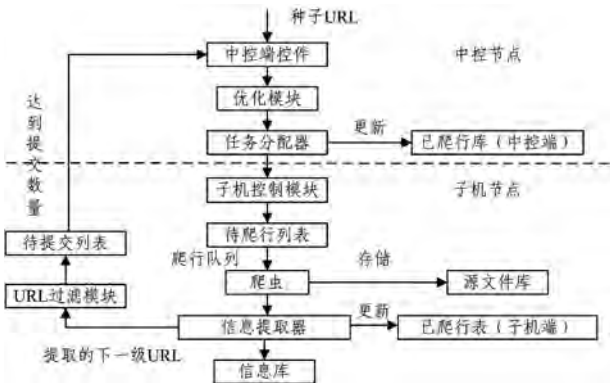 种子URL
中控端控件
中控节点
优化模块
达到提交数量
任务分配器
更新
已爬行库（中控端）
子机控制模块
子机节点
待提交列表
待爬行列表
爬行队列
存储
URL过滤模块
爬虫
源文件库
信息提取器
更新
已爬行表（子机端）
提取的下一级URL
信息库